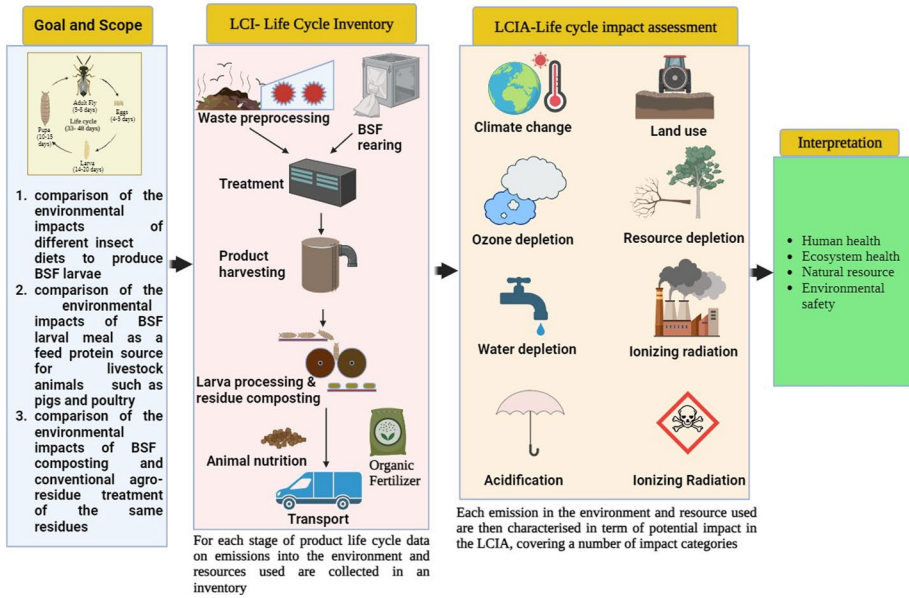 Goal and Scope
Adult Fly
(5-8 days)
Eggs
(4-5 days)
Life cycle
(33- 48 days)
Pupa
(10-15
days)
Larva
(14-20 days)
1. comparison of the
environmental
impacts of
different insect
diets to produce
BSF larvae
2. comparison of the
environmental
impacts of BSF
larval meal as a
feed protein source
for livestock
animals such as
pigs and poultry
3. comparison of the
environmental
impacts of BSF
composting and
conventional agro-
residue treatment
of the same
residues
LCI- Life Cycle Inventory
Waste preprocessing
BSF
rearing
Treatment
Product
harvesting
Larva processing &
residue composting
Animal nutrition
Organic
Fertilizer
Transport
For each stage of product life cycle data
on emissions into the environment and
resources used are collected in an
inventory
LCIA-Life cycle impact assessment
Climate change
Land use
Ozone depletion
Resource depletion
Water depletion
Ionizing radiation
Acidification
Ionizing Radiation
Each emission in the environment and resource used
are then characterised in term of potential impact in
the LCIA, covering a number of impact categories
Interpretation
• Human health
• Ecosystem health
• Natural resource
• Environmental
safety